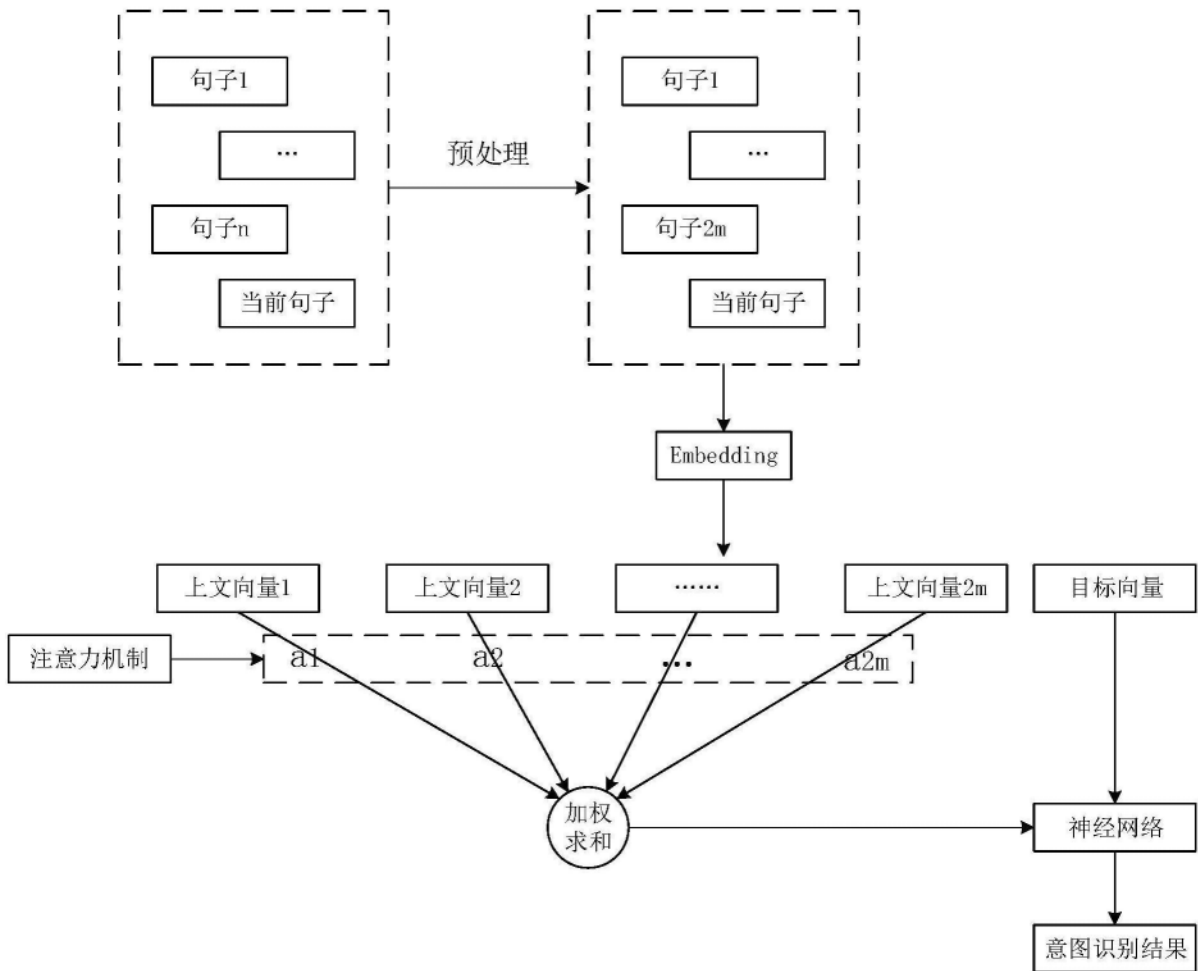 句子1
…
句子n
当前句子
预处理
句子1
…
句子2m
当前句子
Embedding
上文向量1
上文向量2
……
上文向量2m
目标向量
注意力机制
a1
a2
…
a2m
加权
求和
神经网络
意图识别结果